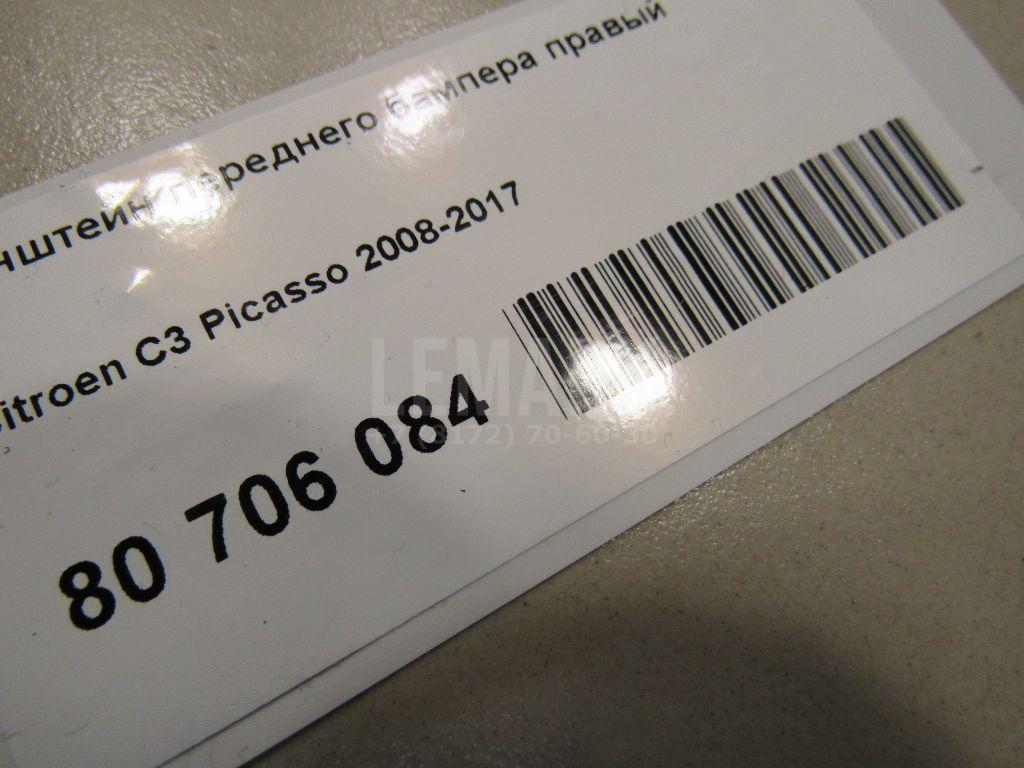 нштейн переднего бампера правый
itroen C3 Picasso 2008-2017
80 706 084